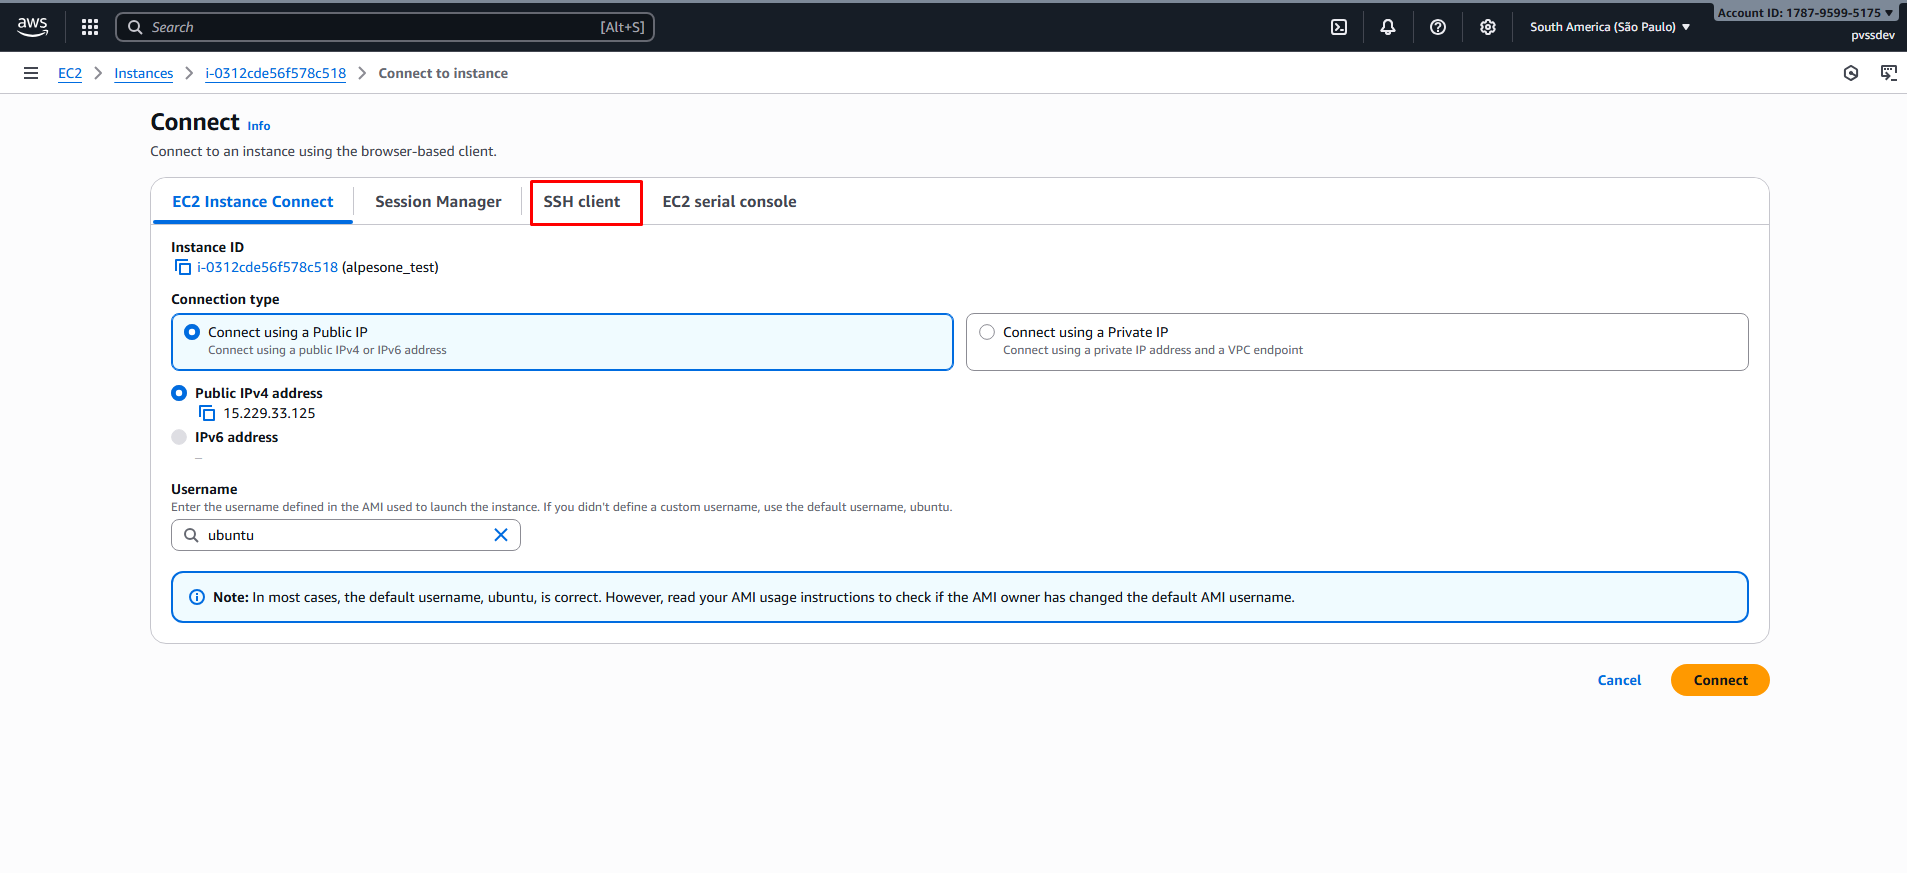 aws Search [Alt+S] South America (São Paulo) Account ID: 1787-9599-5175
pvssdev
EC2 Instances i-0312cde56f578c518 Connect to instance
Connect Info
Connect to an instance using the browser-based client.
EC2 Instance Connect Session Manager SSH client EC2 serial console
Instance ID
i-0312cde56f578c518 (alpesone_test)
Connection type
Connect using a Public IP
Connect using a public IPv4 or IPv6 address
Connect using a Private IP
Connect using a private IP address and a VPC endpoint
Public IPv4 address
15.229.33.125
IPv6 address
–
Username
Enter the username defined in the AMI used to launch the instance. If you didn't define a custom username, use the default username, ubuntu.
ubuntu
Note: In most cases, the default username, ubuntu, is correct. However, read your AMI usage instructions to check if the AMI owner has changed the default AMI username.
Cancel Connect